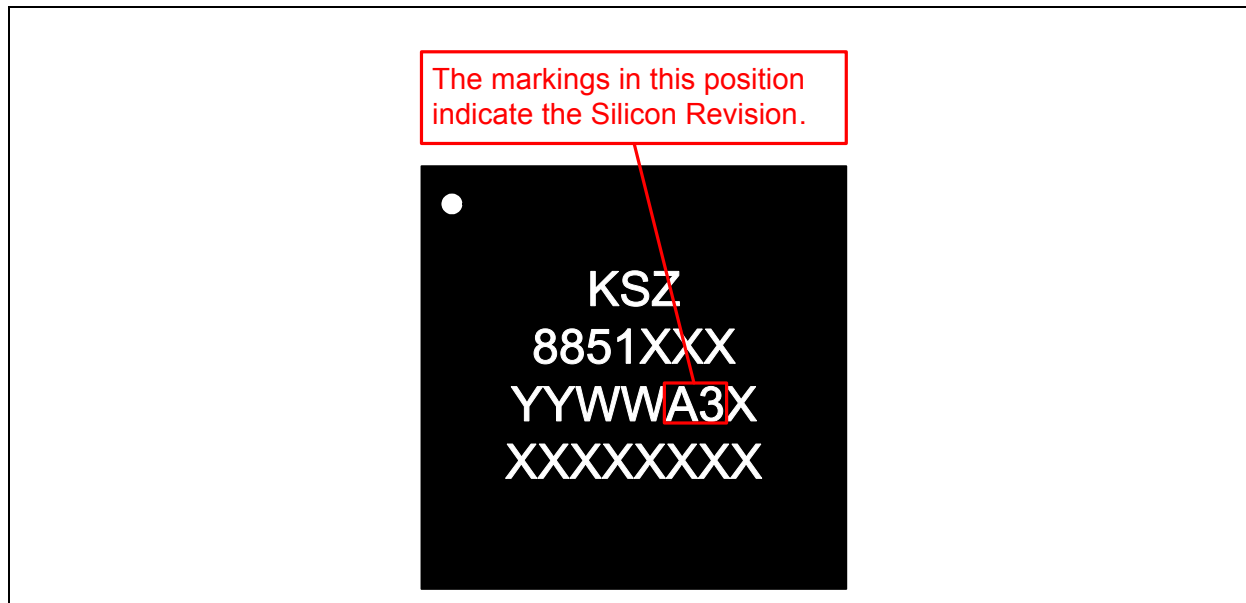 The markings in this position
indicate the Silicon Revision.
KSZ
8851XXX
YYWWA3X
XXXXXXXX